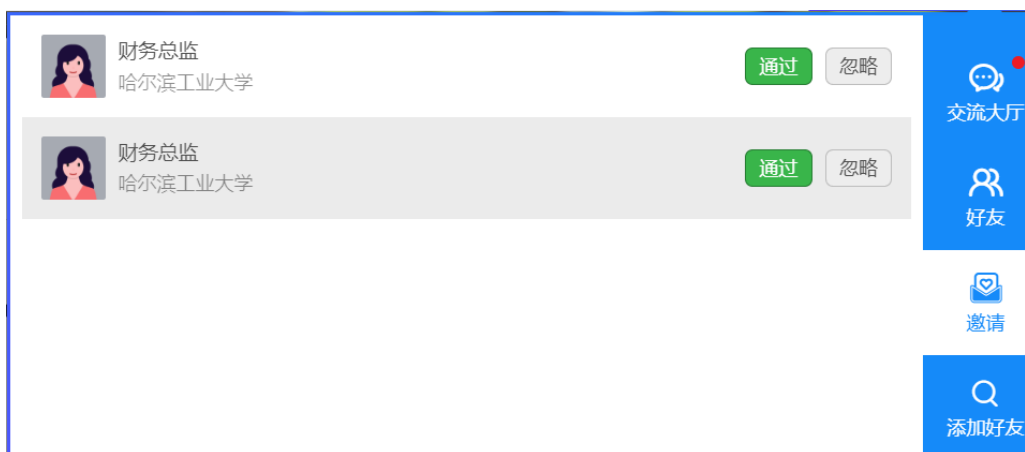 财务总监
哈尔滨工业大学
通过
忽略
财务总监
哈尔滨工业大学
通过
忽略
交流大厅
好友
邀请
添加好友